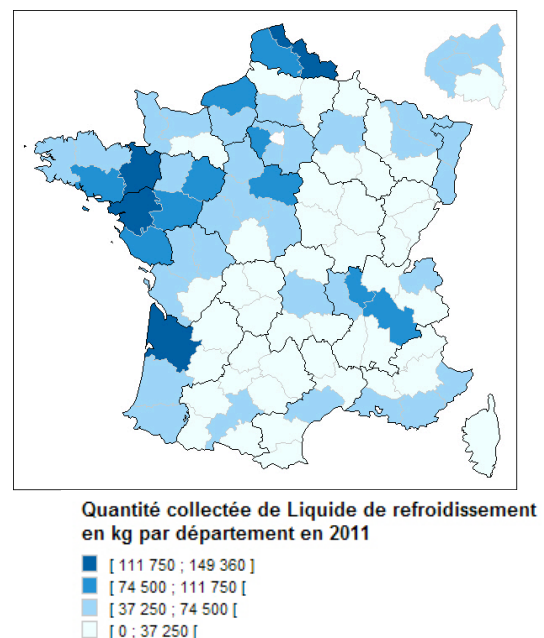 Quantité collectée de Liquide de refroidissement
en kg par département en 2011
[ 111 750 ; 149 360 ]
[ 74 500 ; 111 750 [
[ 37 250 ; 74 500 [
[ 0 ; 37 250 [